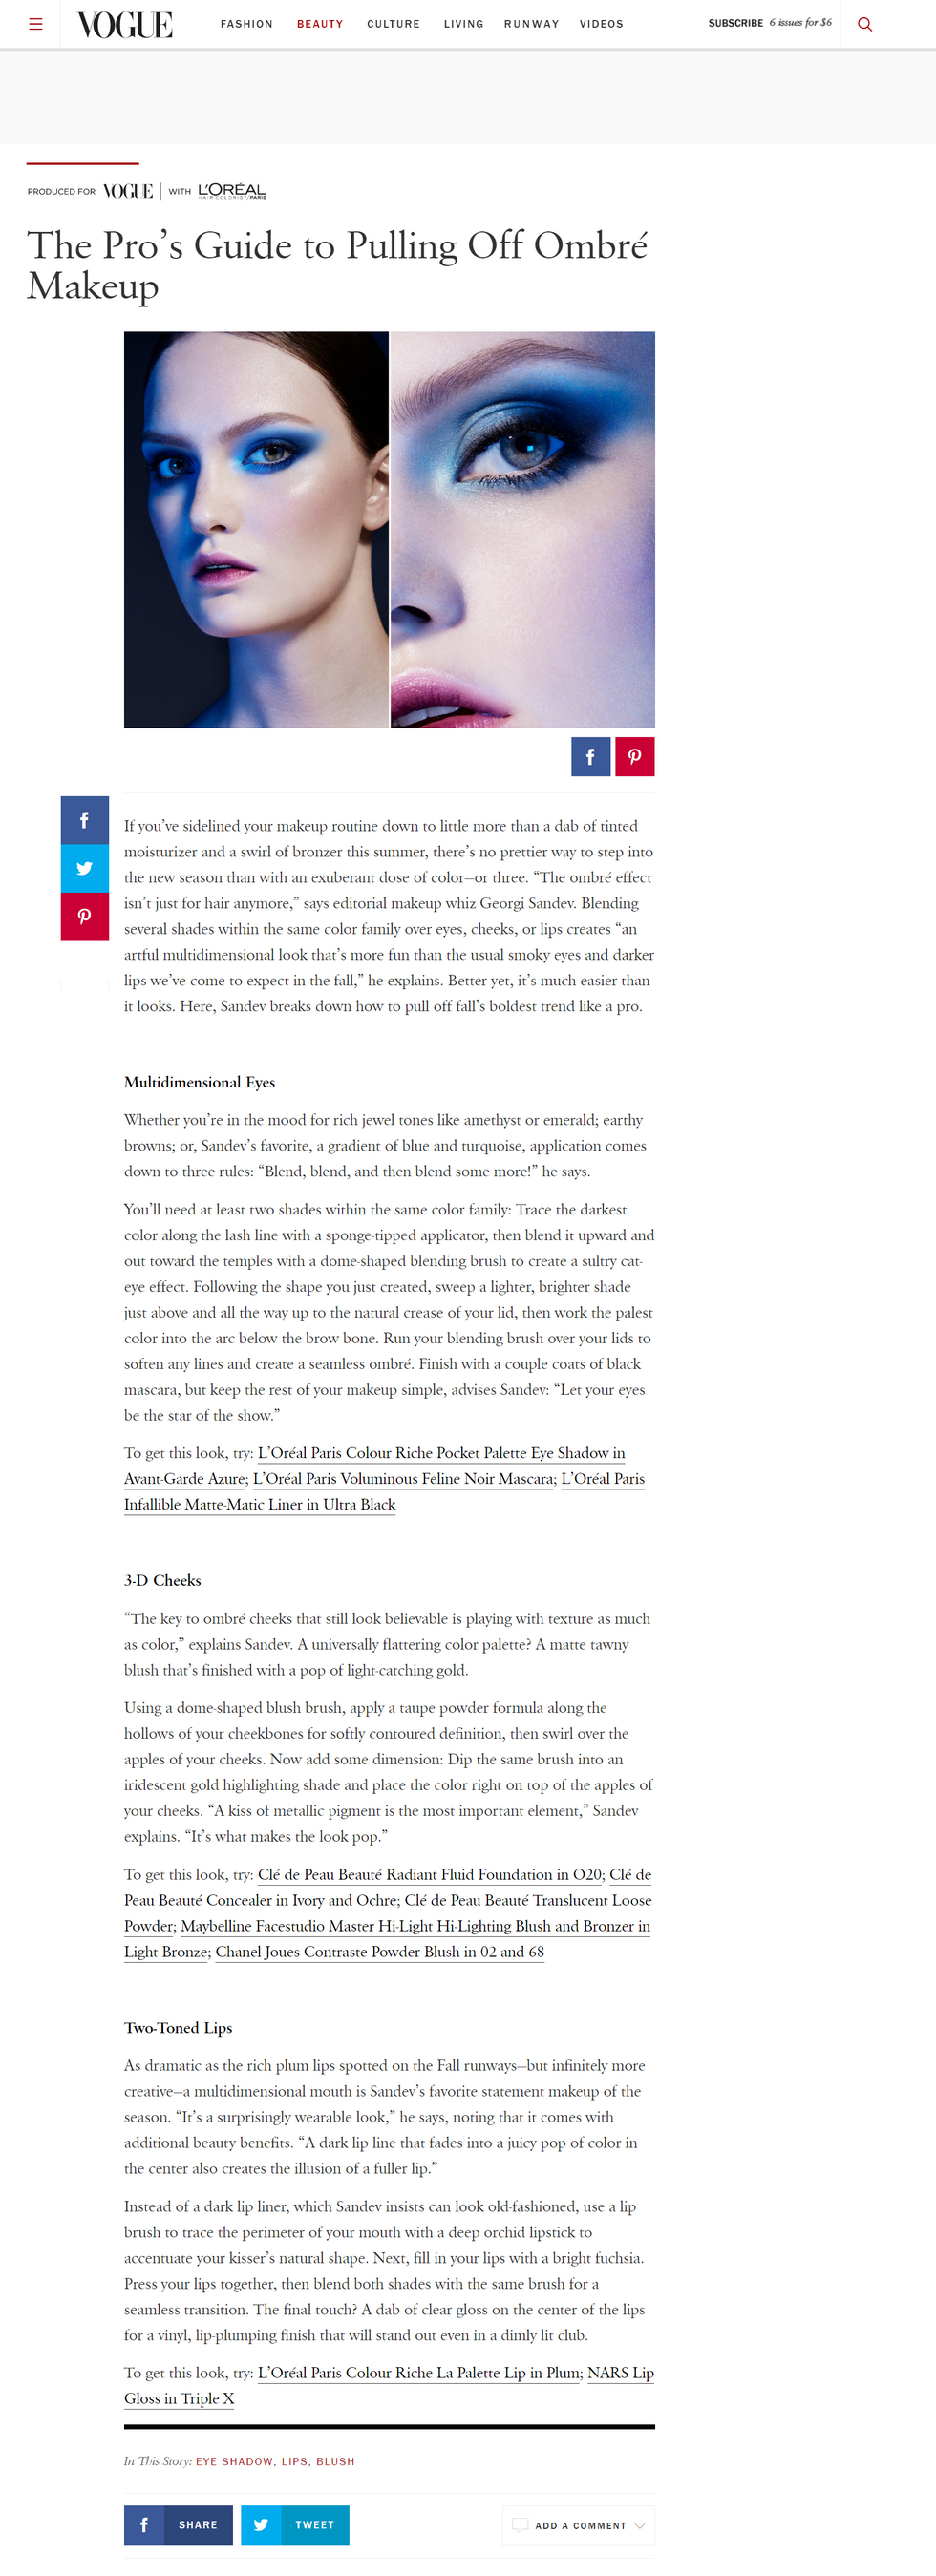 VOGUE
FASHION BEAUTY CULTURE LIVING RUNWAY VIDEOS
SUBSCRIBE 6 issues for $6
PRODUCED FOR VOGUE | WITH L'ORÉAL
HAIR COLORIST/PARIS
The Pro’s Guide to Pulling Off Ombré
Makeup
If you’ve sidelined your makeup routine down to little more than a dab of tinted
moisturizer and a swirl of bronzer this summer, there’s no prettier way to step into
the new season than with an exuberant dose of color—or three. “The ombré effect
isn’t just for hair anymore,” says editorial makeup whiz Georgi Sandev. Blending
several shades within the same color family over eyes, cheeks, or lips creates “an
artful multidimensional look that’s more fun than the usual smoky eyes and darker
lips we’ve come to expect in the fall,” he explains. Better yet, it’s much easier than
it looks. Here, Sandev breaks down how to pull off fall’s boldest trend like a pro.
Multidimensional Eyes
Whether you’re in the mood for rich jewel tones like amethyst or emerald; earthy
browns; or, Sandev’s favorite, a gradient of blue and turquoise, application comes
down to three rules: “Blend, blend, and then blend some more!” he says.
You’ll need at least two shades within the same color family: Trace the darkest
color along the lash line with a sponge-tipped applicator, then blend it upward and
out toward the temples with a dome-shaped blending brush to create a sultry cat-
eye effect. Following the shape you just created, sweep a lighter, brighter shade
just above and all the way up to the natural crease of your lid, then work the palest
color into the arc below the brow bone. Run your blending brush over your lids to
soften any lines and create a seamless ombré. Finish with a couple coats of black
mascara, but keep the rest of your makeup simple, advises Sandev: “Let your eyes
be the star of the show.”
To get this look, try: L’Oréal Paris Colour Riche Pocket Palette Eye Shadow in
Avant-Garde Azure; L’Oréal Paris Voluminous Feline Noir Mascara; L’Oréal Paris
Infallible Matte-Matic Liner in Ultra Black
3-D Cheeks
“The key to ombré cheeks that still look believable is playing with texture as much
as color,” explains Sandev. A universally flattering color palette? A matte tawny
blush that’s finished with a pop of light-catching gold.
Using a dome-shaped blush brush, apply a taupe powder formula along the
hollows of your cheekbones for softly contoured definition, then swirl over the
apples of your cheeks. Now add some dimension: Dip the same brush into an
iridescent gold highlighting shade and place the color right on top of the apples of
your cheeks. “A kiss of metallic pigment is the most important element,” Sandev
explains. “It’s what makes the look pop.”
To get this look, try: Clé de Peau Beauté Radiant Fluid Foundation in O20; Clé de
Peau Beauté Concealer in Ivory and Ochre; Clé de Peau Beauté Translucent Loose
Powder; Maybelline Facestudio Master Hi-Light Hi-Lighting Blush and Bronzer in
Light Bronze; Chanel Joues Contraste Powder Blush in 02 and 68
Two-Toned Lips
As dramatic as the rich plum lips spotted on the Fall runways—but infinitely more
creative—a multidimensional mouth is Sandev’s favorite statement makeup of the
season. “It’s a surprisingly wearable look,” he says, noting that it comes with
additional beauty benefits. “A dark lip line that fades into a juicy pop of color in
the center also creates the illusion of a fuller lip.”
Instead of a dark lip liner, which Sandev insists can look old-fashioned, use a lip
brush to trace the perimeter of your mouth with a deep orchid lipstick to
accentuate your kisser’s natural shape. Next, fill in your lips with a bright fuchsia.
Press your lips together, then blend both shades with the same brush for a
seamless transition. The final touch? A dab of clear gloss on the center of the lips
for a vinyl, lip-plumping finish that will stand out even in a dimly lit club.
To get this look, try: L’Oréal Paris Colour Riche La Palette Lip in Plum; NARS Lip
Gloss in Triple X
In This Story: EYE SHADOW, LIPS, BLUSH
SHARE TWEET ADD A COMMENT